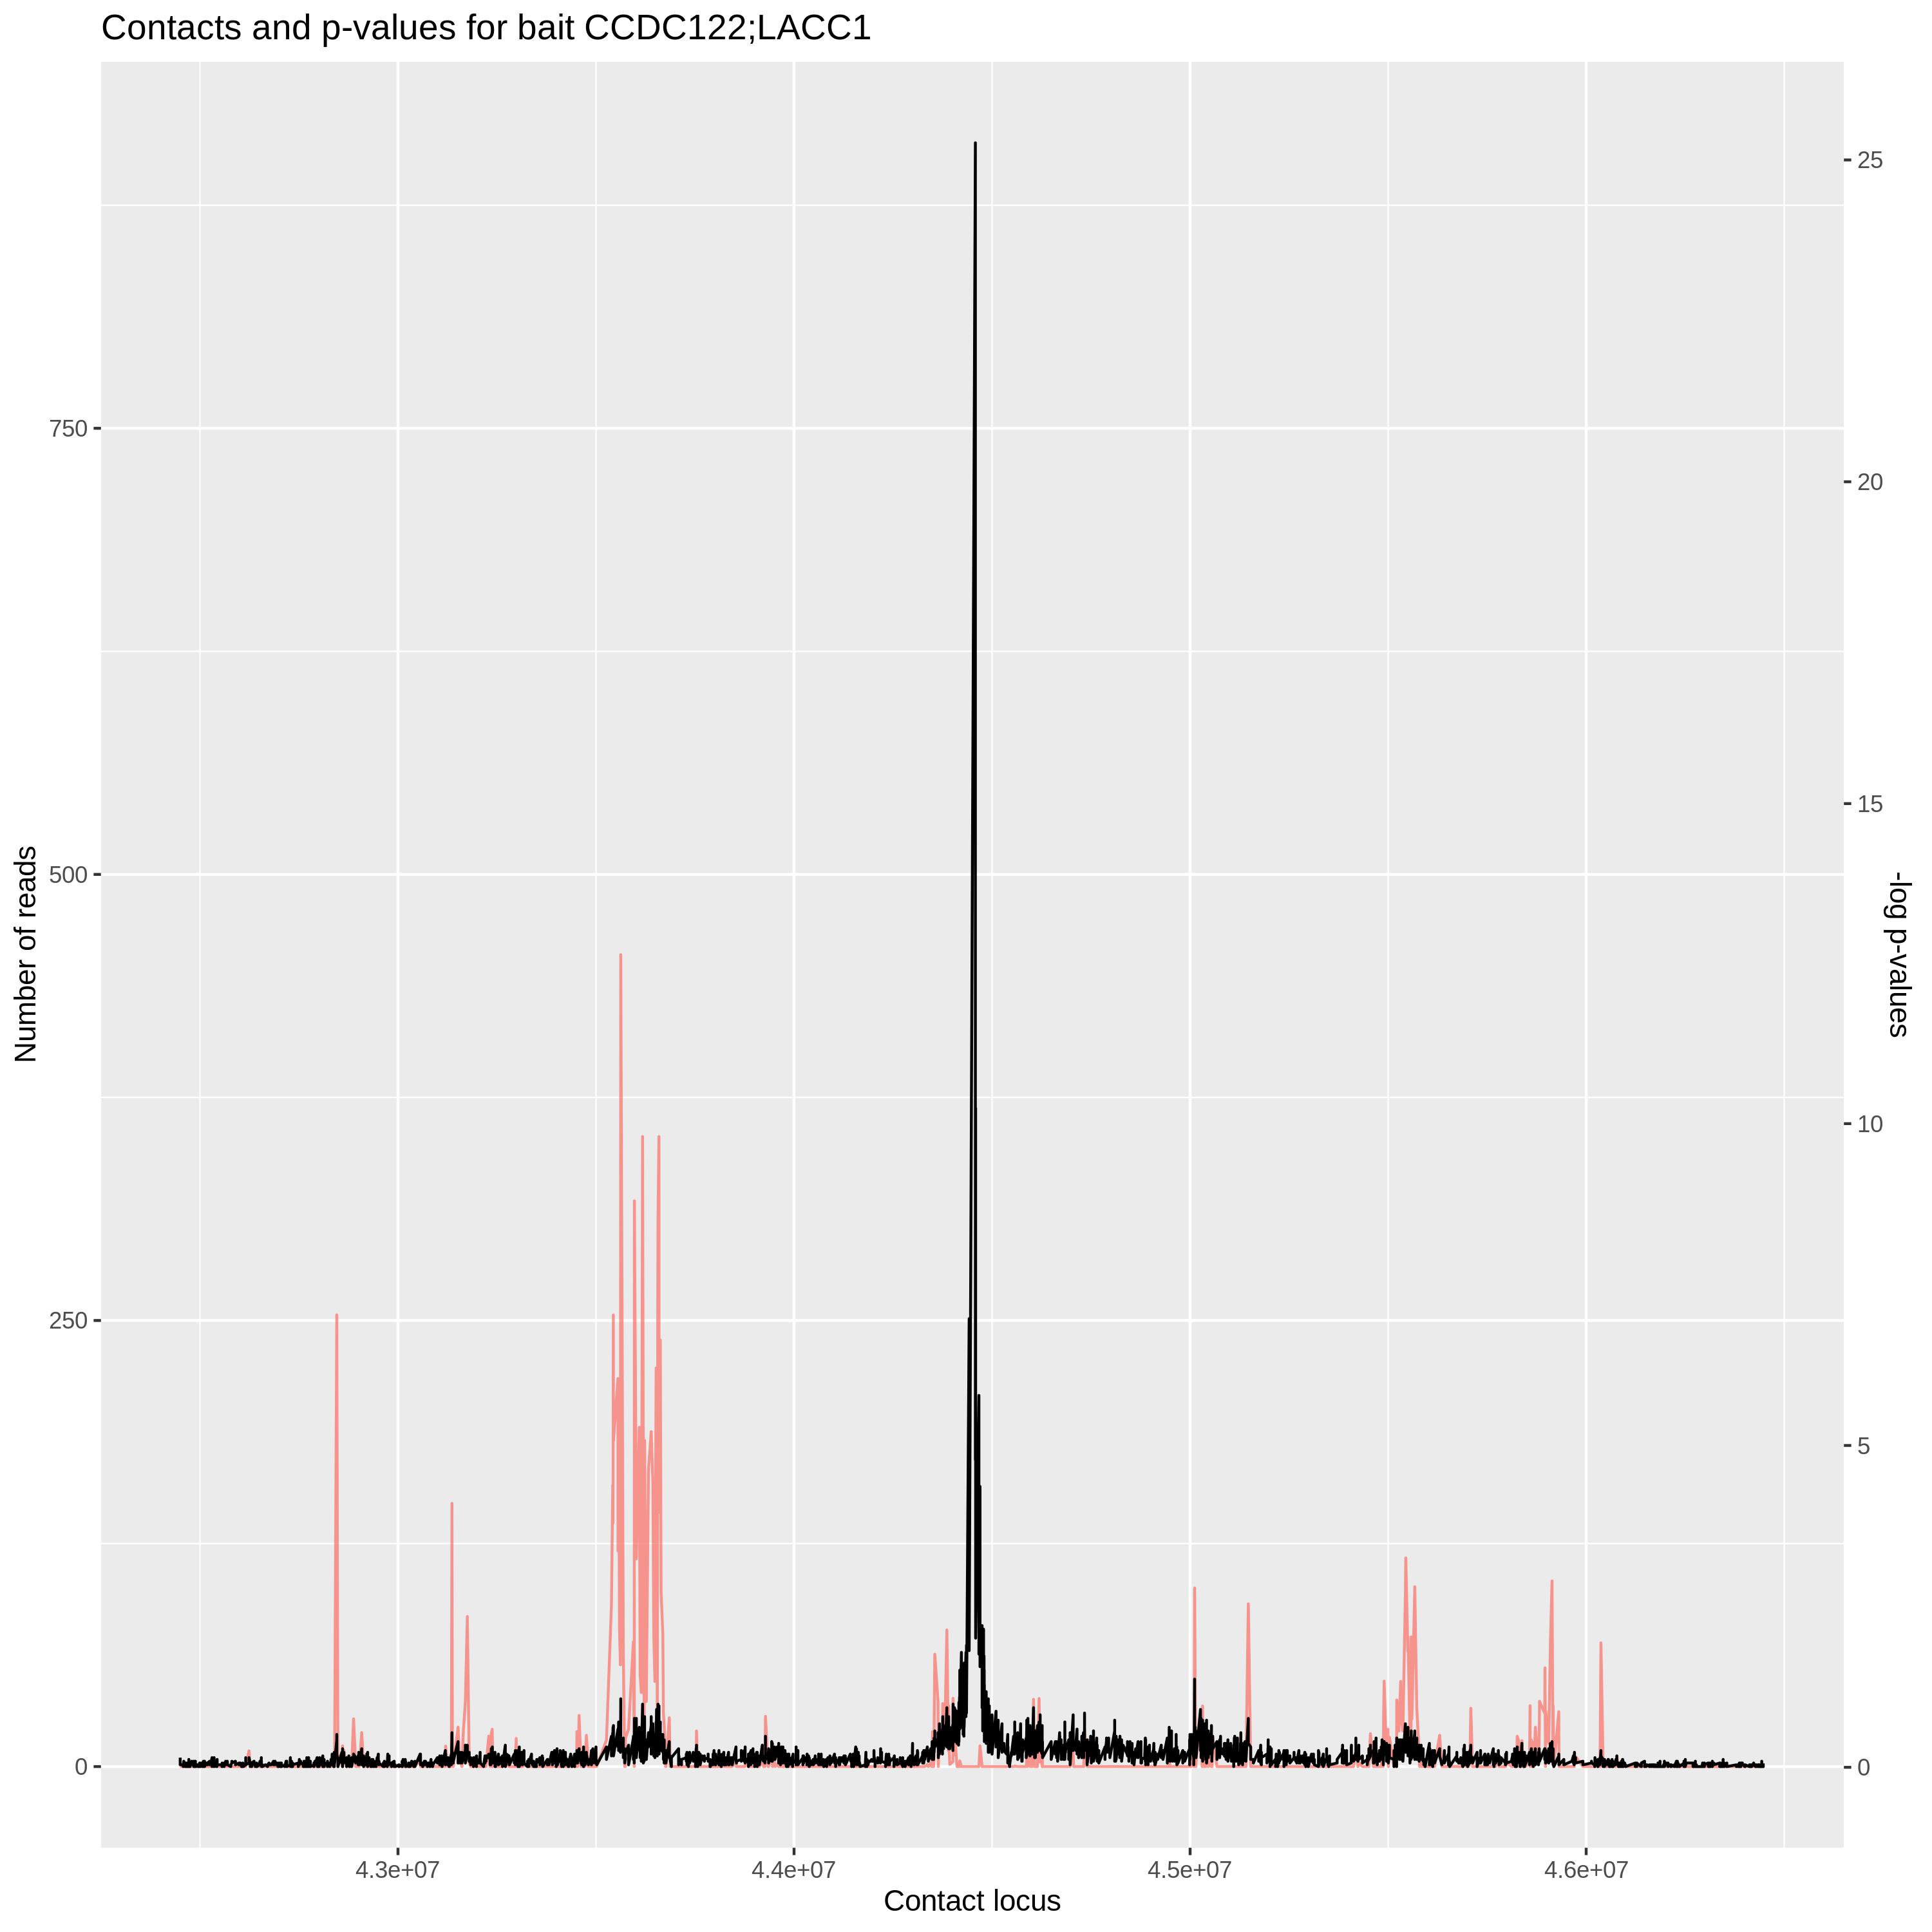 Contacts and p-values for bait CCDC122;LACC1
Number of reads
750
500
250
0
25
20
15
10
5
0
-log p-values
4.3e+07
4.4e+07
4.5e+07
4.6e+07
Contact locus